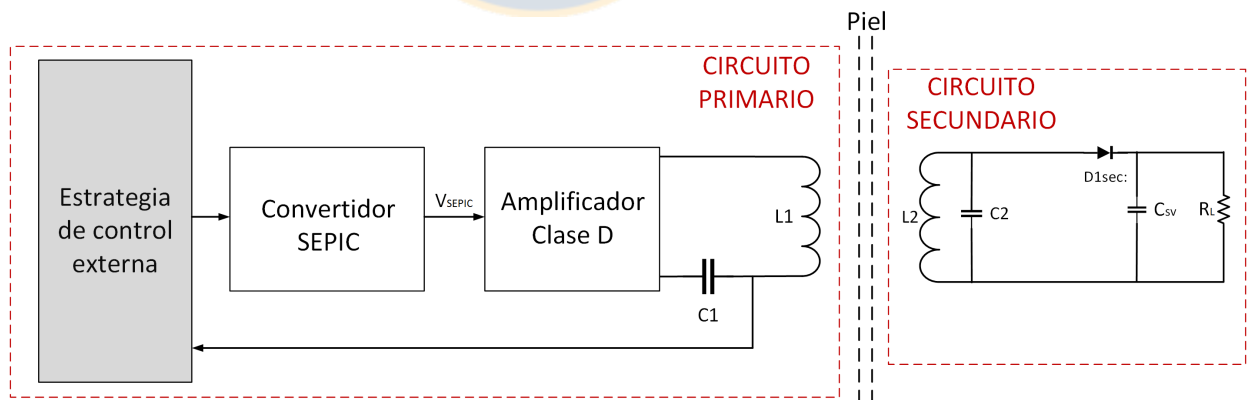 Piel
CIRCUITO
PRIMARIO
CIRCUITO
SECUNDARIO
Estrategia
de control
externa
Convertidor
SEPIC
VSEPIC
Amplificador
Clase D
L1
C1
L2
C2
D1sec:
Csv
RL